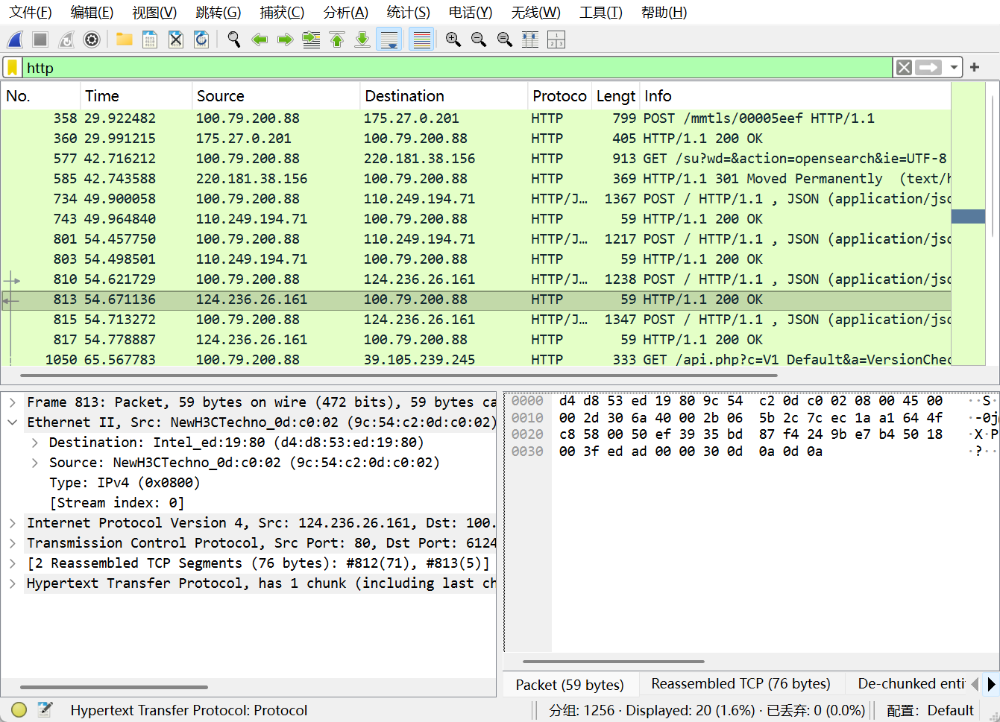 文件(F) 编辑(E) 视图(V) 跳转(G) 捕获(C) 分析(A) 统计(S) 电话(Y) 无线(W) 工具(T) 帮助(H)
http
No. Time Source Destination Protoco Lengt Info
358 29.922482 100.79.200.88 175.27.0.201 HTTP 799 POST /mmtls/00005eef HTTP/1.1
360 29.991215 175.27.0.201 100.79.200.88 HTTP 405 HTTP/1.1 200 OK
577 42.716212 100.79.200.88 220.181.38.156 HTTP 913 GET /su?wd=&action=opensearch&ie=UTF-8
585 42.743588 220.181.38.156 100.79.200.88 HTTP 369 HTTP/1.1 301 Moved Permanently (text/h
734 49.900058 100.79.200.88 110.249.194.71 HTTP/J… 1367 POST / HTTP/1.1 , JSON (application/jsc
743 49.964840 110.249.194.71 100.79.200.88 HTTP 59 HTTP/1.1 200 OK
801 54.457750 100.79.200.88 110.249.194.71 HTTP/J… 1217 POST / HTTP/1.1 , JSON (application/jsc
803 54.498501 110.249.194.71 100.79.200.88 HTTP 59 HTTP/1.1 200 OK
810 54.621729 100.79.200.88 124.236.26.161 HTTP/J… 1238 POST / HTTP/1.1 , JSON (application/jsc
813 54.671136 124.236.26.161 100.79.200.88 HTTP 59 HTTP/1.1 200 OK
815 54.713272 100.79.200.88 124.236.26.161 HTTP/J… 1347 POST / HTTP/1.1 , JSON (application/jsc
817 54.778887 124.236.26.161 100.79.200.88 HTTP 59 HTTP/1.1 200 OK
1050 65.567783 100.79.200.88 39.105.239.245 HTTP 333 GET /api.php?c=V1 Default&a=VersionChec
Frame 813: Packet, 59 bytes on wire (472 bits), 59 bytes ca
Ethernet II, Src: NewH3CTechno_0d:c0:02 (9c:54:c2:0d:c0:02)
Destination: Intel_ed:19:80 (d4:d8:53:ed:19:80)
Source: NewH3CTechno_0d:c0:02 (9c:54:c2:0d:c0:02)
Type: IPv4 (0x0800)
[Stream index: 0]
Internet Protocol Version 4, Src: 124.236.26.161, Dst: 100.
Transmission Control Protocol, Src Port: 80, Dst Port: 6124
[2 Reassembled TCP Segments (76 bytes): #812(71), #813(5)]
Hypertext Transfer Protocol, has 1 chunk (including last ch
0000 d4 d8 53 ed 19 80 9c 54 c2 0d c0 02 08 00 45 00 ··S·
0010 00 2d 30 6a 40 00 2b 06 5b 2c 7c ec 1a a1 64 4f ·-0j
0020 c8 58 00 50 ef 39 35 bd 87 f4 24 9b e7 b4 50 18 ·X·P
0030 00 3f ed ad 00 00 30 0d 0a 0d 0a ·?··
Packet (59 bytes) Reassembled TCP (76 bytes) De-chunked enti
Hypertext Transfer Protocol: Protocol 分组: 1256 · Displayed: 20 (1.6%) · 已丢弃: 0 (0.0%) 配置: Default